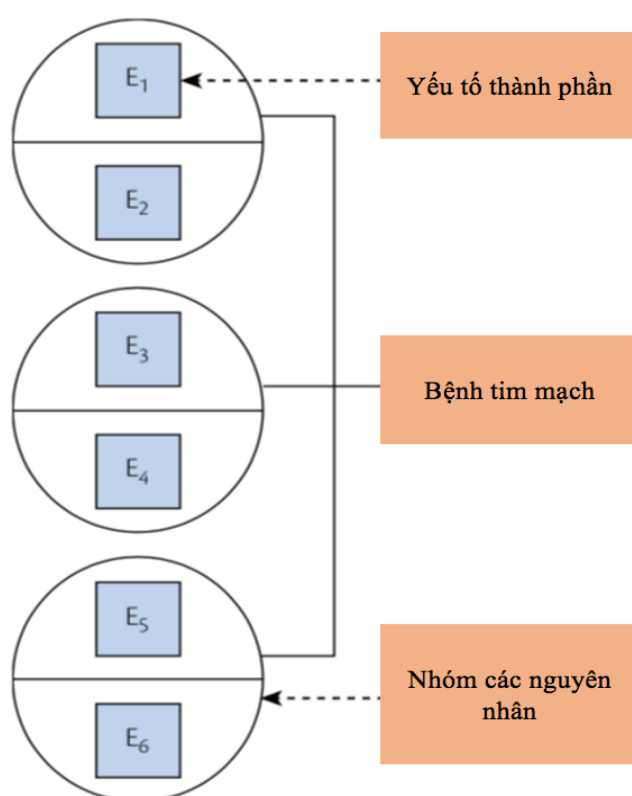 E1
Yếu tố thành phần
E2
E3
Bệnh tim mạch
E4
E5
Nhóm các nguyên
nhân
E6